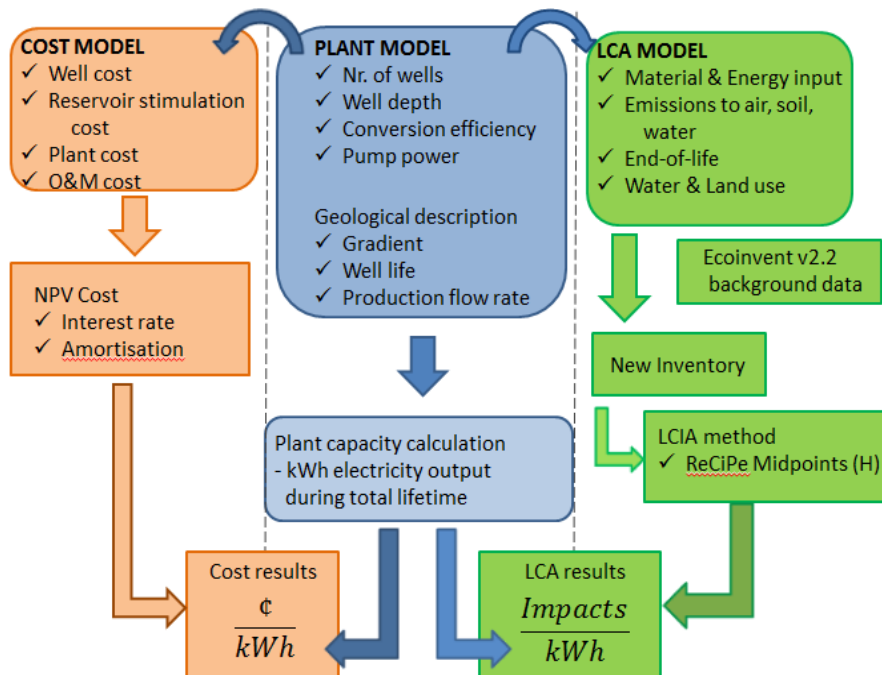 COST MODEL
✓ Well cost
✓ Reservoir stimulation
cost
✓ Plant cost
✓ O&M cost
NPV Cost
✓ Interest rate
✓ Amortisation
PLANT MODEL
✓ Nr. of wells
✓ Well depth
✓ Conversion efficiency
✓ Pump power
Geological description
✓ Gradient
✓ Well life
✓ Production flow rate
Plant capacity calculation
- kWh electricity output
during total lifetime
LCA MODEL
✓ Material & Energy input
✓ Emissions to air, soil,
water
✓ End-of-life
✓ Water & Land use
Ecoinvent v2.2
background data
New Inventory
LCIA method
✓ ReCiPe Midpoints (H)
Cost results
¢
kWh
LCA results
Impacts
kWh